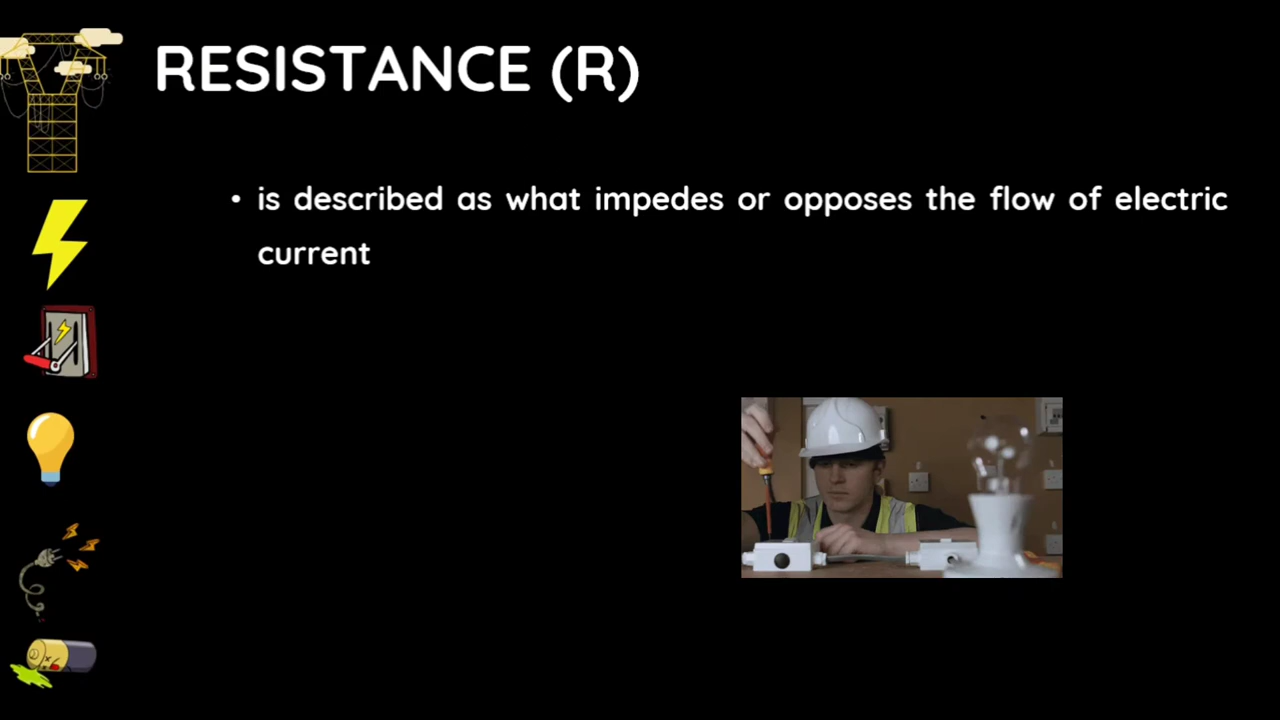 RESISTANCE (R)
• is described as what impedes or opposes the flow of electric
current